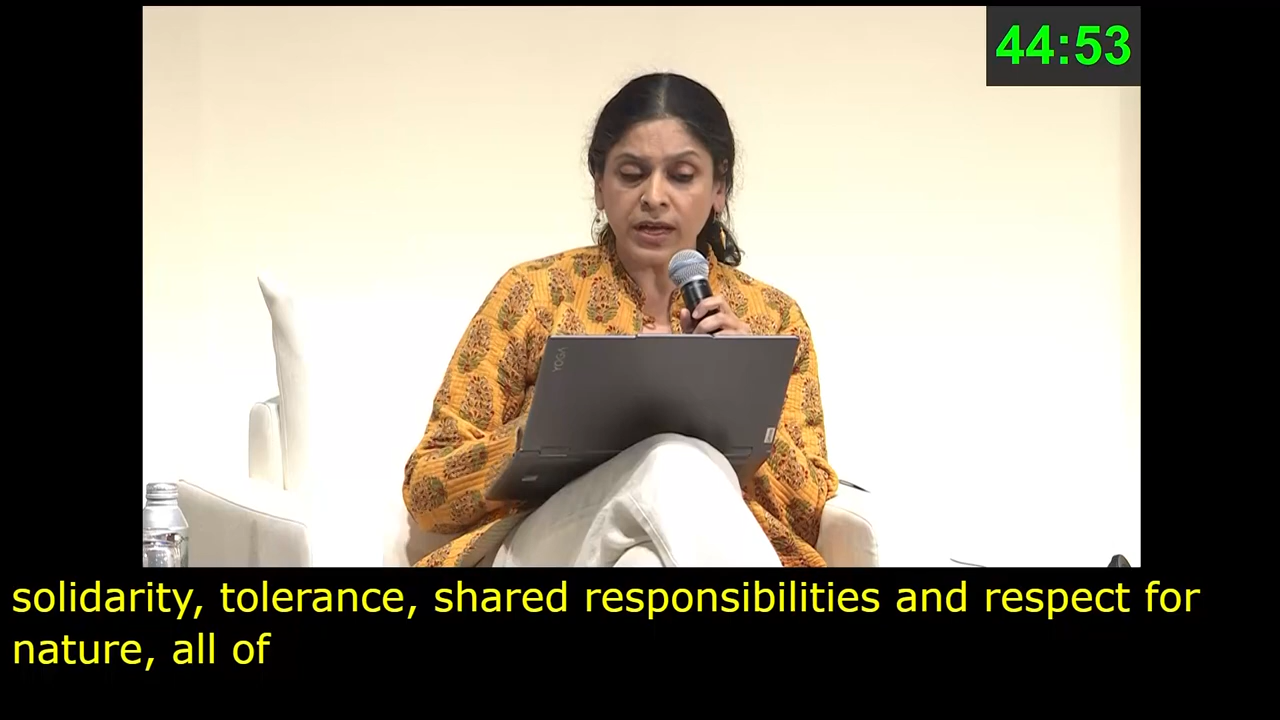 44:53
YOGA
solidarity, tolerance, shared responsibilities and respect for
nature, all of